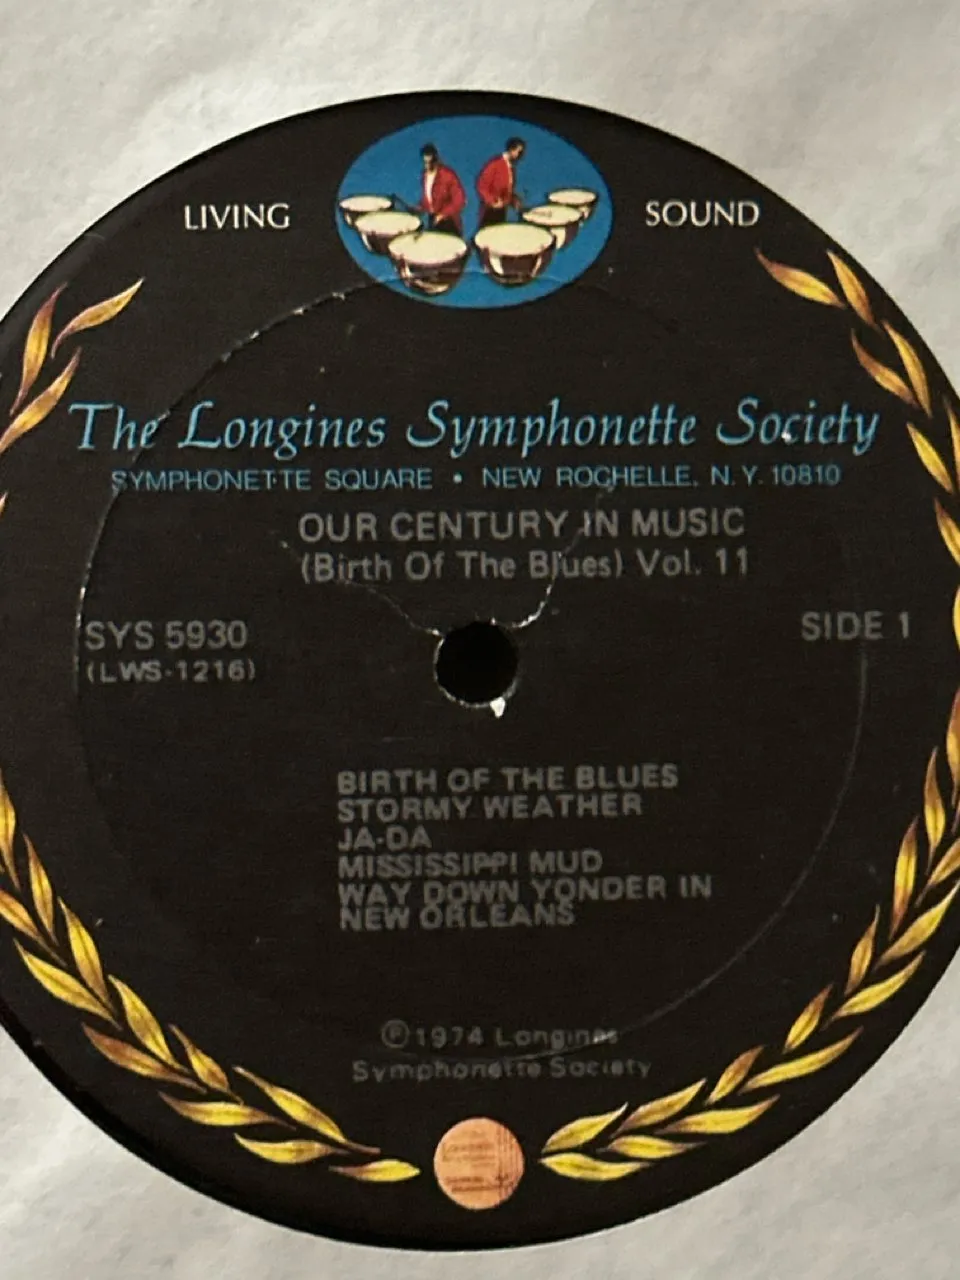 LIVING SOUND
The Longines Symphonette Society
SYMPHONETTE SQUARE • NEW ROCHELLE, N.Y. 10810
OUR CENTURY IN MUSIC
(Birth Of The Blues) Vol. 11
SYS 5930
SIDE 1
(LWS-1216)
BIRTH OF THE BLUES
STORMY WEATHER
JA-DA
MISSISSIPPI MUD
WAY DOWN YONDER IN
NEW ORLEANS
℗1974 Longines
Symphonette Society